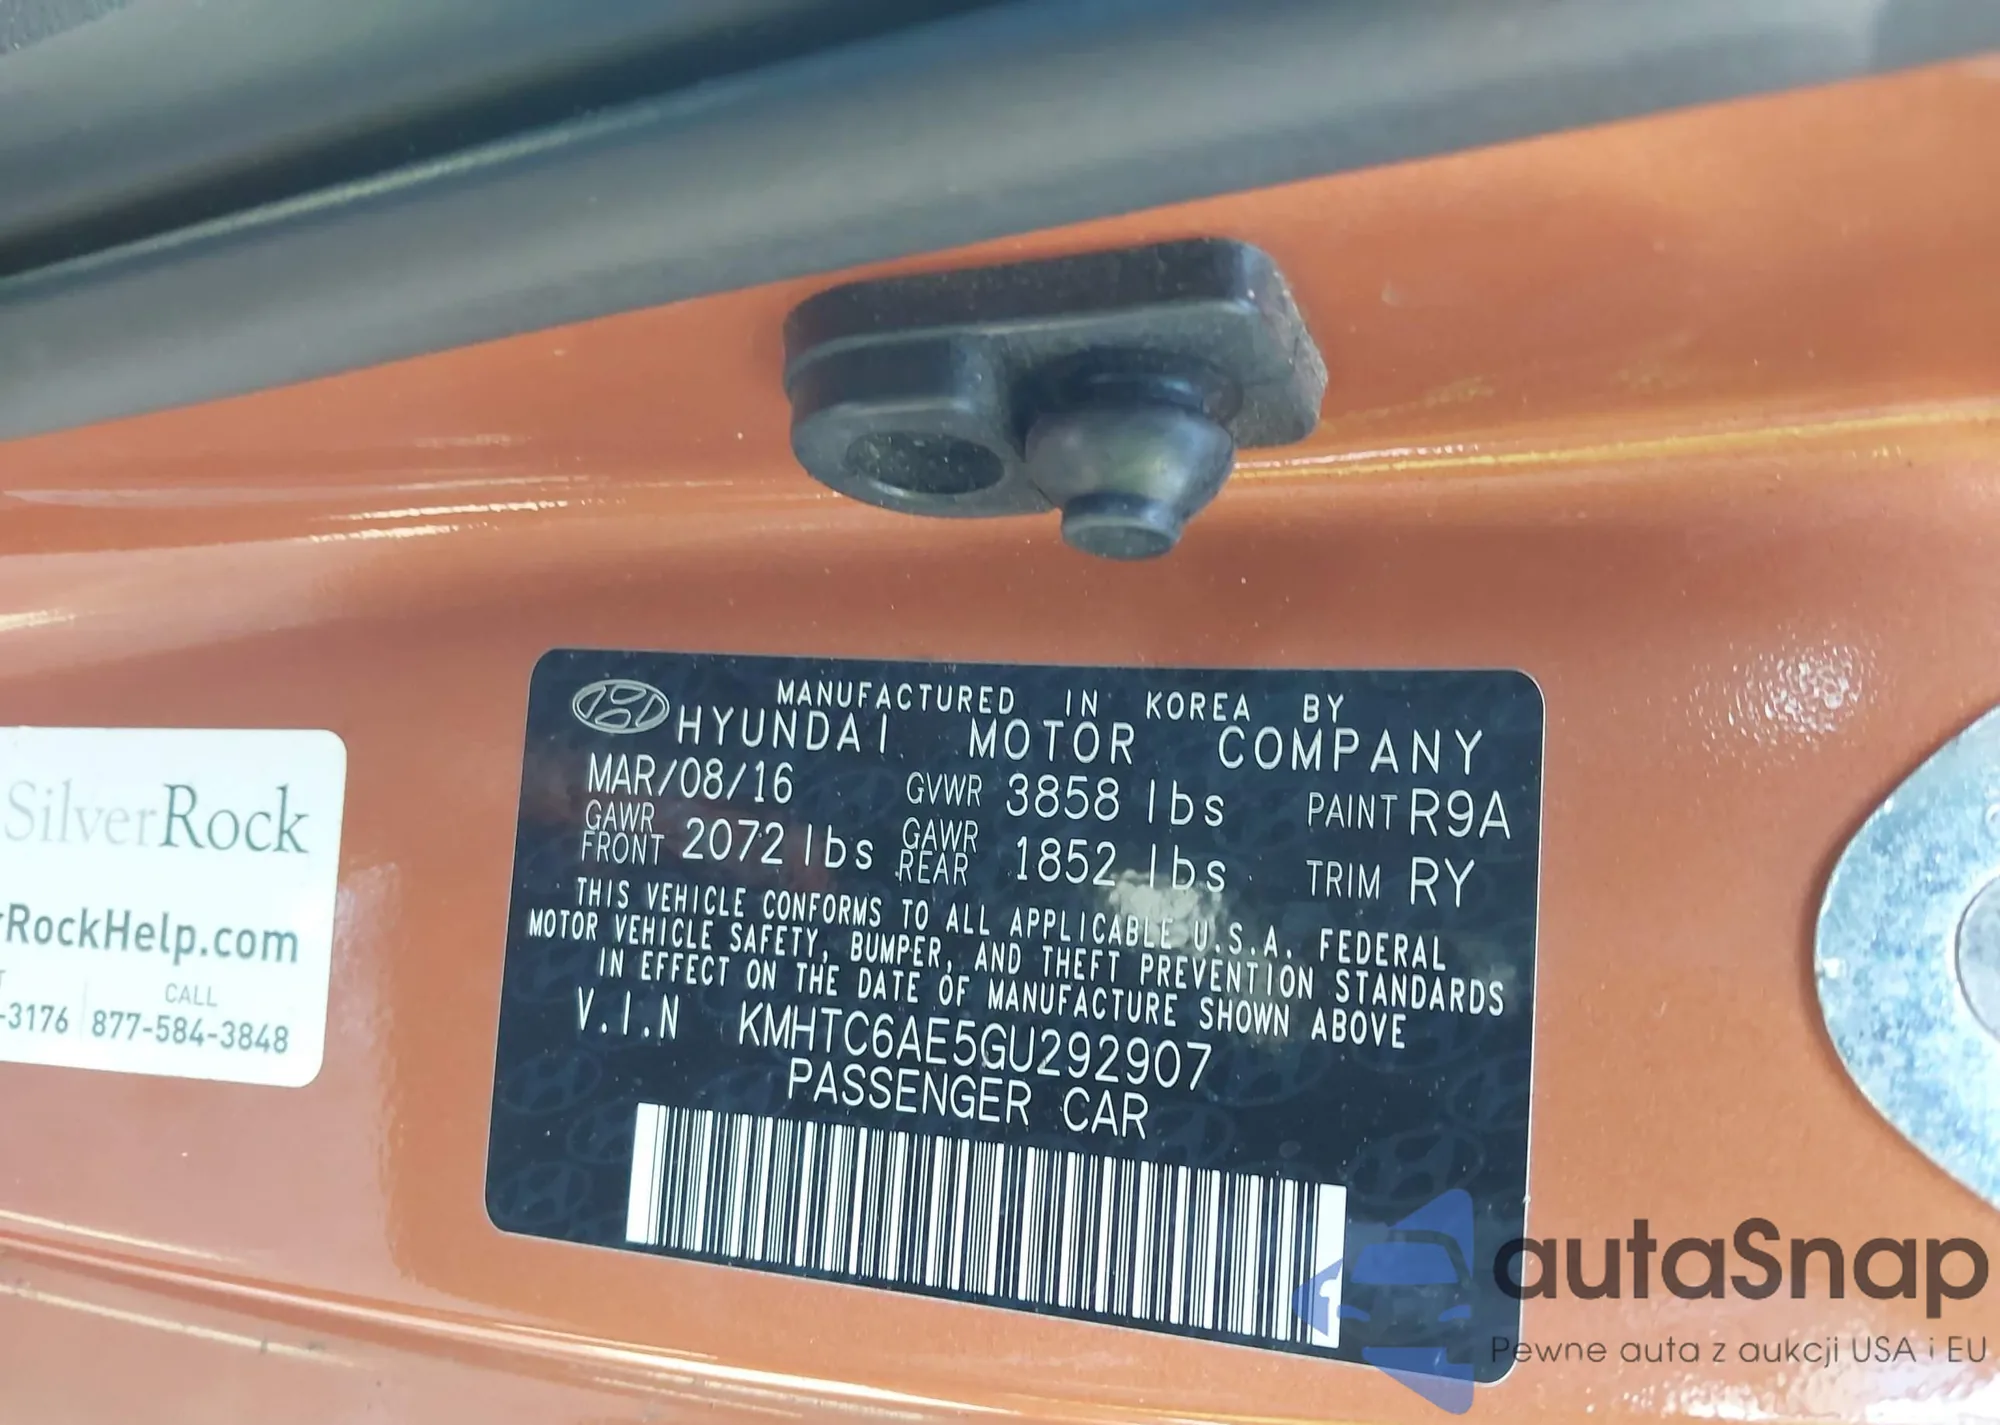 MANUFACTURED IN KOREA BY
HYUNDAI MOTOR COMPANY
MAR/08/16 GVWR 3858 lbs PAINT R9A
GAWR FRONT 2072 lbs GAWR REAR 1852 lbs TRIM RY
THIS VEHICLE CONFORMS TO ALL APPLICABLE U.S.A. FEDERAL
MOTOR VEHICLE SAFETY, BUMPER, AND THEFT PREVENTION STANDARDS
IN EFFECT ON THE DATE OF MANUFACTURE SHOWN ABOVE
V.I.N KMHTC6AE5GU292907
PASSENGER CAR
SilverRock
rRockHelp.com
CALL
-3176 877-584-3848
autaSnap
Pewne auta z aukcji USA i EU